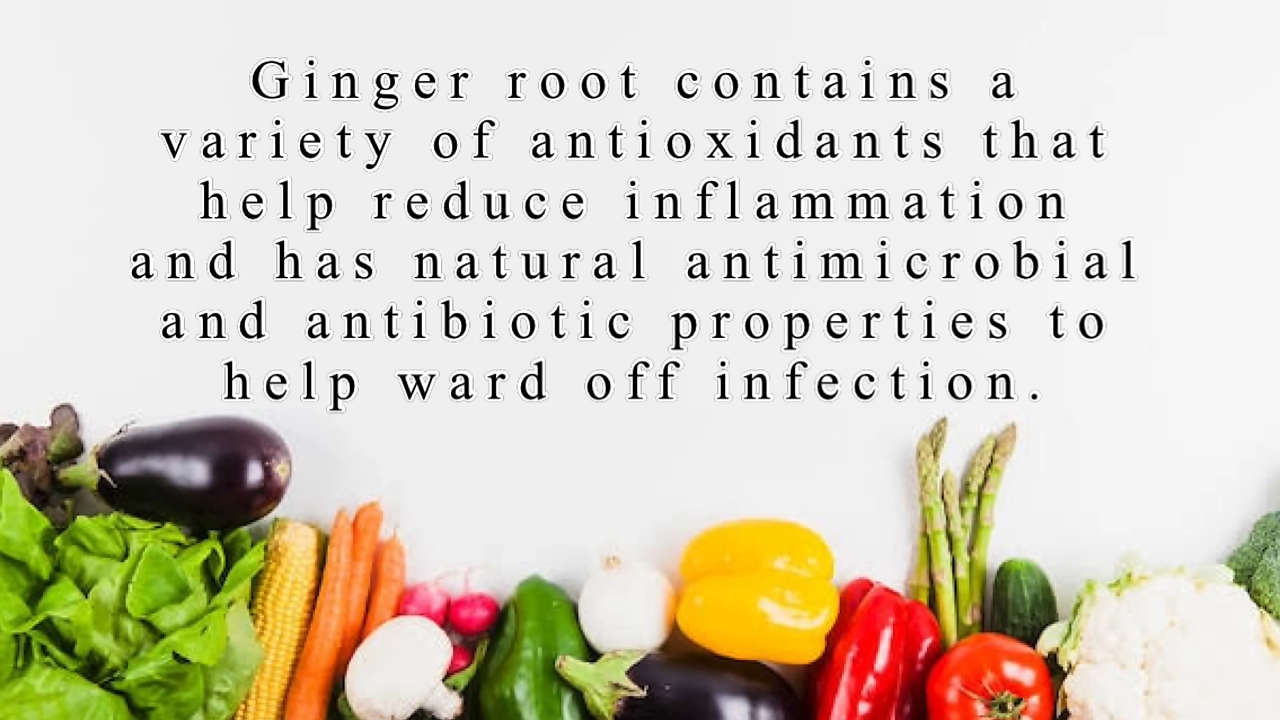 Ginger root contains a
variety of antioxidants that
help reduce inflammation
and has natural antimicrobial
and antibiotic properties to
help ward off infection.